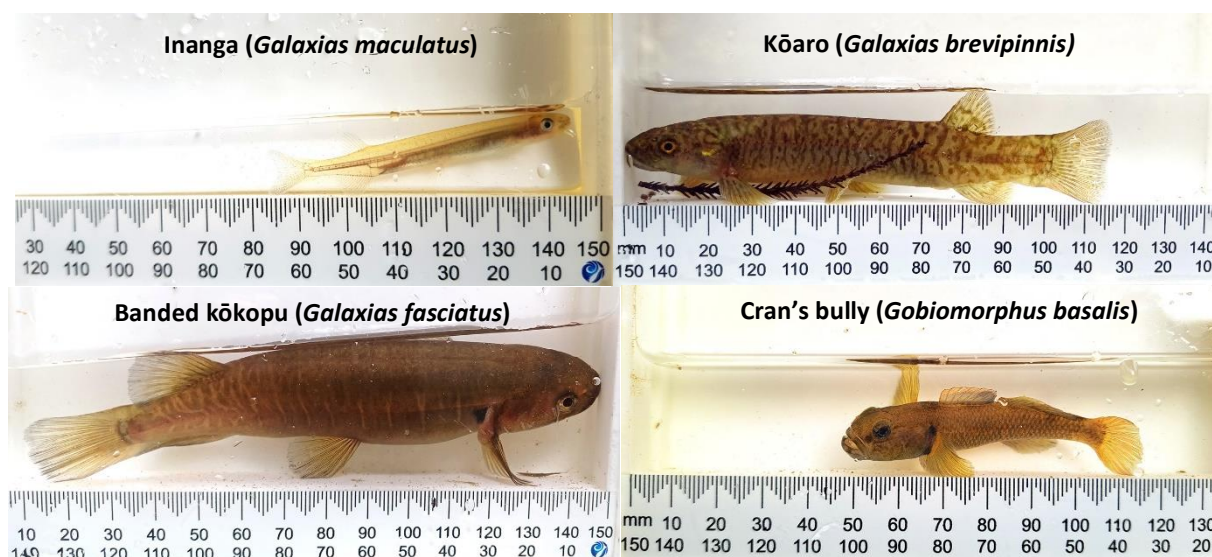 Inanga (Galaxias maculatus)
30 40 50 60 70 80 90 100 110 120 130 140 150
120 110 100 90 80 70 60 50 40 30 20 10
Kōaro (Galaxias brevipinnis)
mm 10 20 30 40 50 60 70 80 90 100 110 120 130 140
150 140 130 120 110 100 90 80 70 60 50 40 30 20 10
Banded kōkopu (Galaxias fasciatus)
10 20 30 40 50 60 70 80 90 100 110 120 130 140 150
130 120 110 100 90 80 70 60 50 40 30 20 10
Cran's bully (Gobiomorphus basalis)
mm 10 20 30 40 50 60 70 80 90 100 110 120 130
150 140 130 120 110 100 90 80 70 60 50 40 30 20